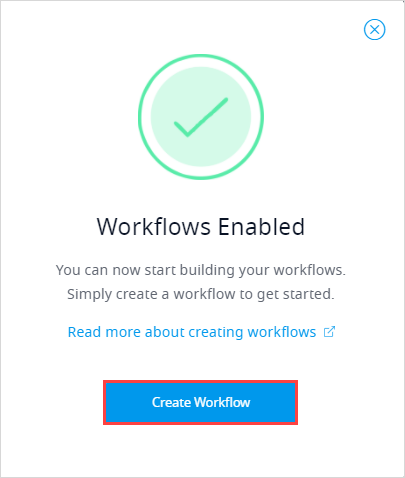 Workflows Enabled
You can now start building your workflows.
Simply create a workflow to get started.
Read more about creating workflows
Create Workflow